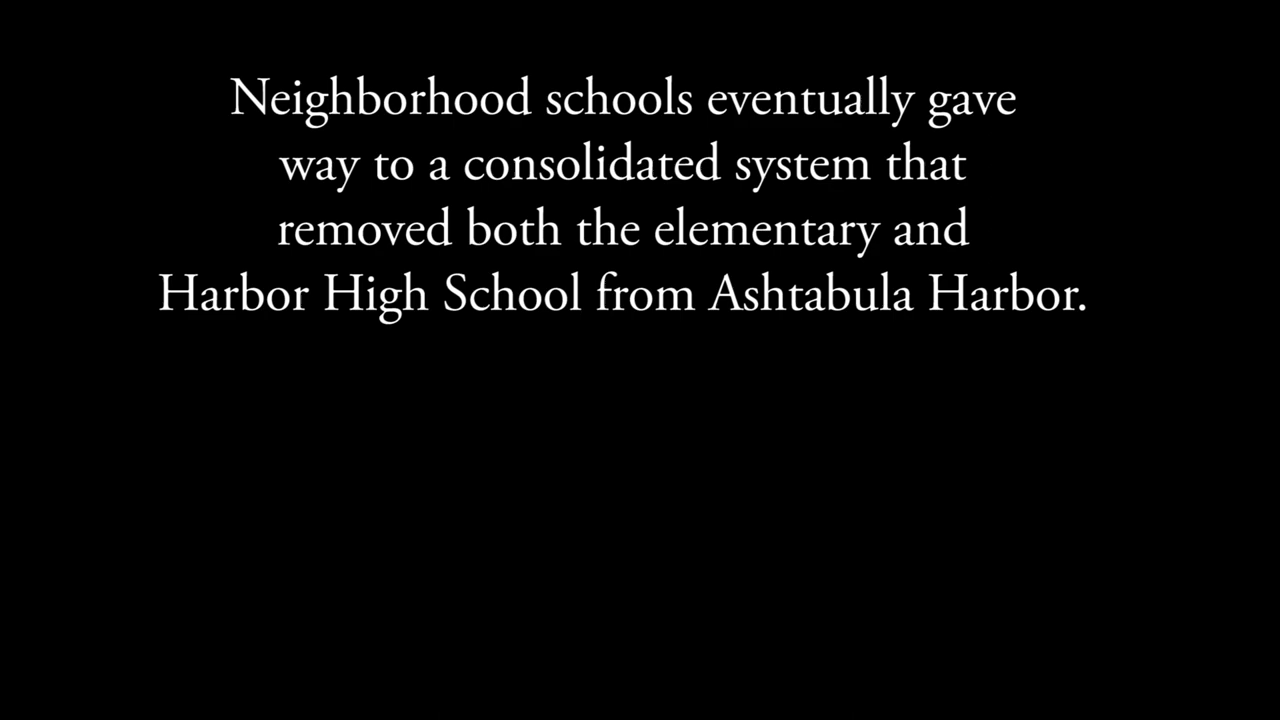 Neighborhood schools eventually gave
way to a consolidated system that
removed both the elementary and
Harbor High School from Ashtabula Harbor.